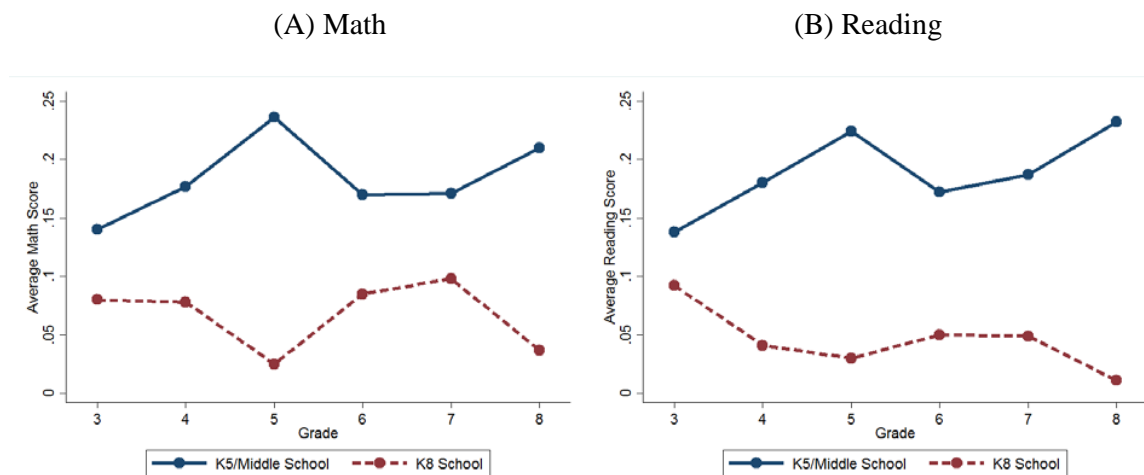 (A) Math
(B) Reading
Average Math Score
.25
.2
.15
.1
.05
0
3 4 5 6 7 8
Grade
K5/Middle School K8 School
Average Reading Score
.25
.2
.15
.1
.05
0
3 4 5 6 7 8
Grade
K5/Middle School K8 School